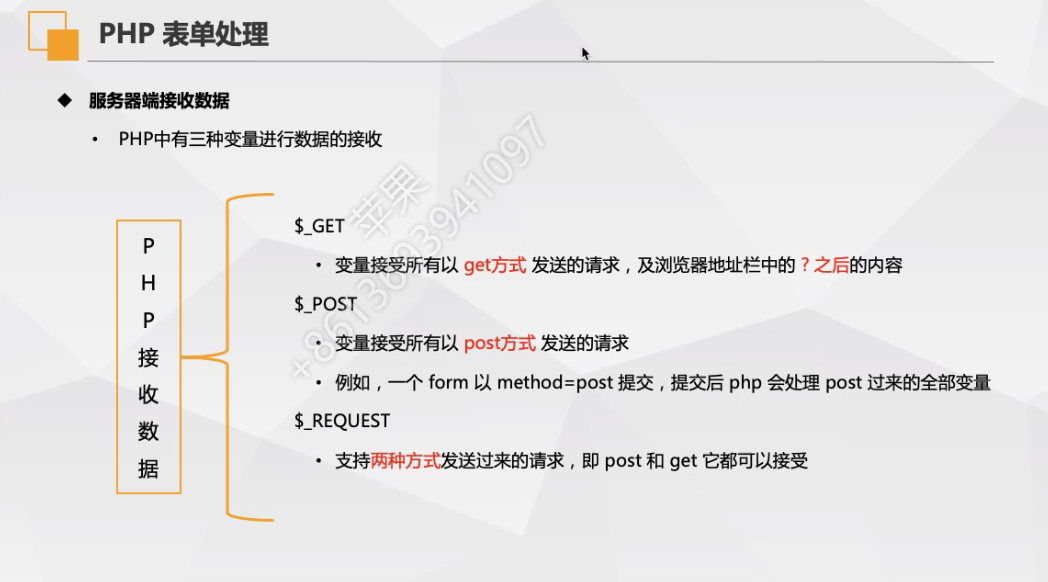 PHP 表单处理
◆ 服务器端接收数据
• PHP中有三种变量进行数据的接收
PHP接收数据
$_GET
• 变量接受所有以 get方式 发送的请求，及浏览器地址栏中的 ？之后的内容
$_POST
• 变量接受所有以 post方式 发送的请求
• 例如，一个 form 以 method=post 提交，提交后 php 会处理 post 过来的全部变量
$_REQUEST
• 支持两种方式发送过来的请求，即 post 和 get 它都可以接受
苹果